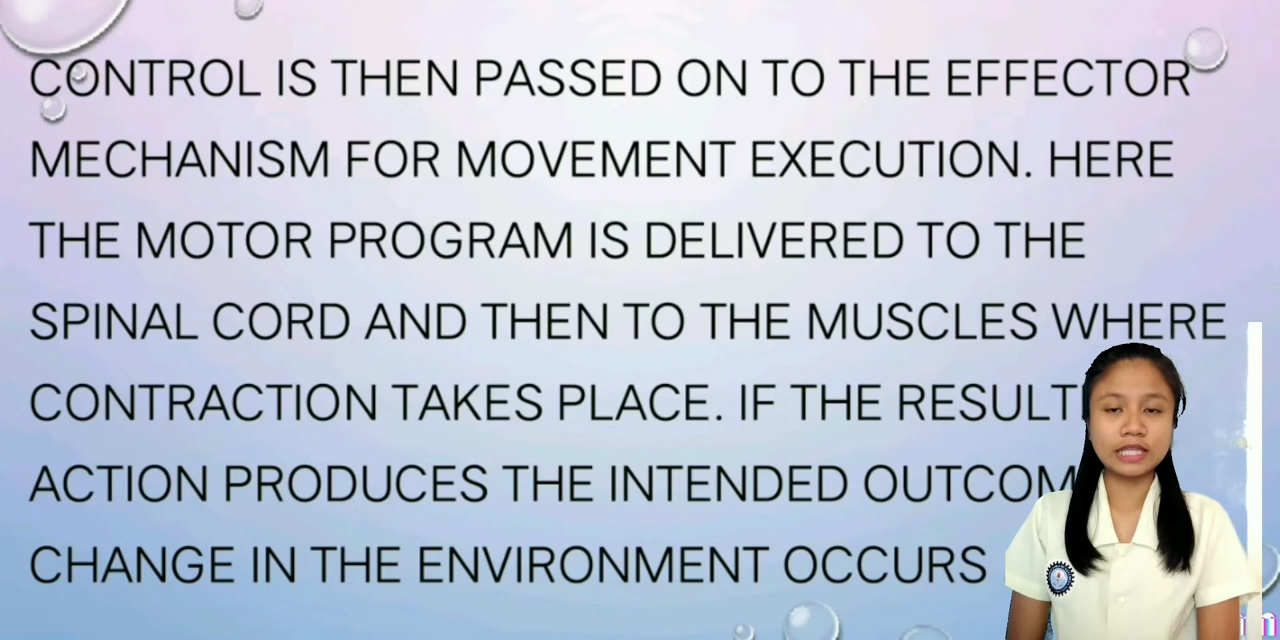 CONTROL IS THEN PASSED ON TO THE EFFECTOR
MECHANISM FOR MOVEMENT EXECUTION. HERE
THE MOTOR PROGRAM IS DELIVERED TO THE
SPINAL CORD AND THEN TO THE MUSCLES WHERE
CONTRACTION TAKES PLACE. IF THE
ACTION PRODUCES THE INTENDED
CHANGE IN THE ENVIRONMENT OCCURS